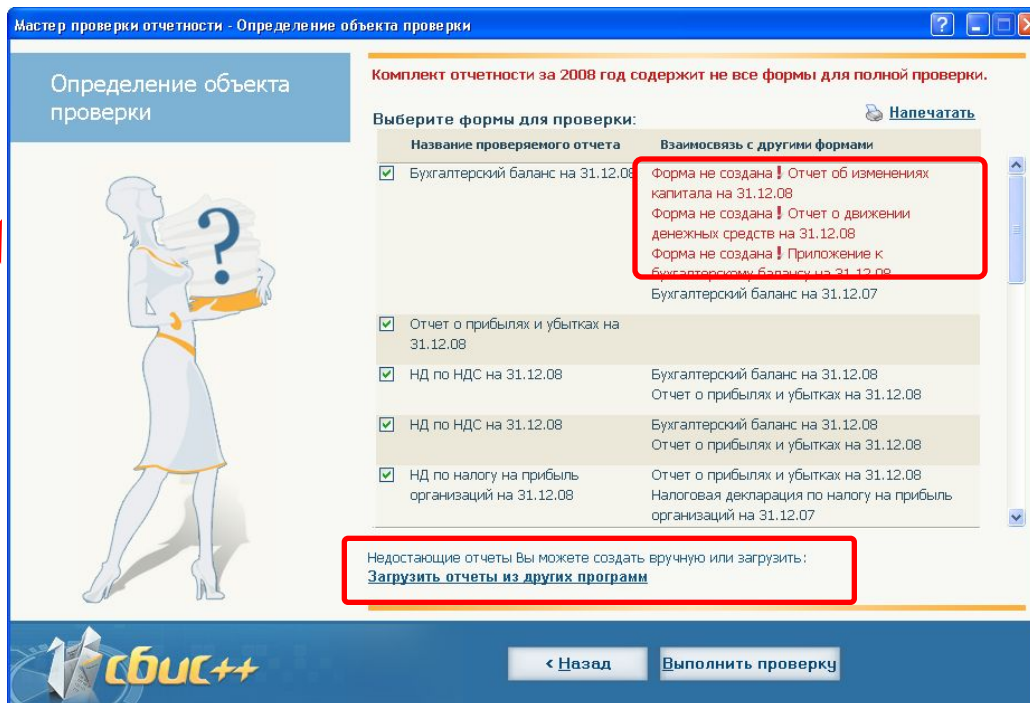 Мастер проверки отчетности - Определение объекта проверки
Определение объекта
проверки
Комплект отчетности за 2008 год содержит не все формы для полной проверки.
Выберите формы для проверки:
Напечатать
Название проверяемого отчета
Взаимосвязь с другими формами
Бухгалтерский баланс на 31.12.08
Форма не создана ! Отчет об изменениях
капитала на 31.12.08
Форма не создана ! Отчет о движении
денежных средств на 31.12.08
Форма не создана ! Приложение к
бухгалтерскому балансу на 31.12.08
Бухгалтерский баланс на 31.12.07
Отчет о прибылях и убытках на
31.12.08
НД по НДС на 31.12.08
Бухгалтерский баланс на 31.12.08
Отчет о прибылях и убытках на 31.12.08
НД по НДС на 31.12.08
Бухгалтерский баланс на 31.12.08
Отчет о прибылях и убытках на 31.12.08
НД по налогу на прибыль
организаций на 31.12.08
Отчет о прибылях и убытках на 31.12.08
Налоговая декларация по налогу на прибыль
организаций на 31.12.07
?
Недостающие отчеты Вы можете создать вручную или загрузить:
Загрузить отчеты из других программ
сбис++
< Назад
Выполнить проверку